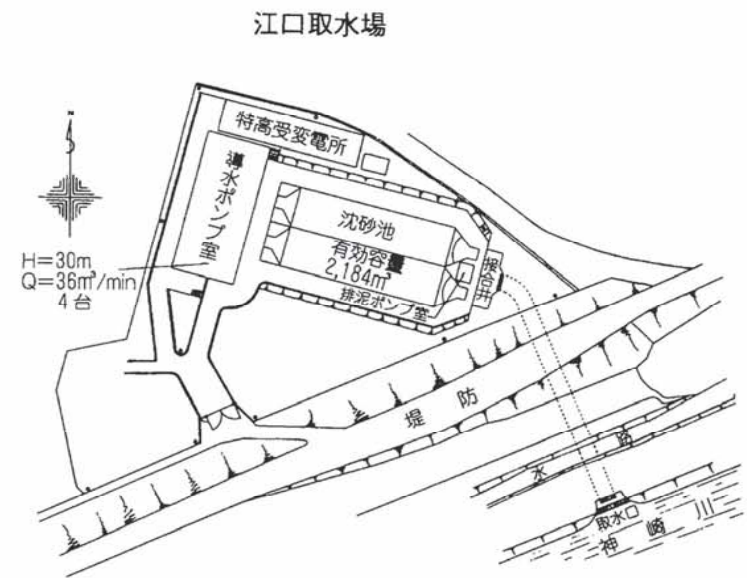 江口取水場
特高受変電所
導水ポンプ室
沈砂池
有効容量
2,184m³
排泥ポンプ室
接合井
H=30m
Q=36m³/min
4台
堤防
水路
取水口
神崎川